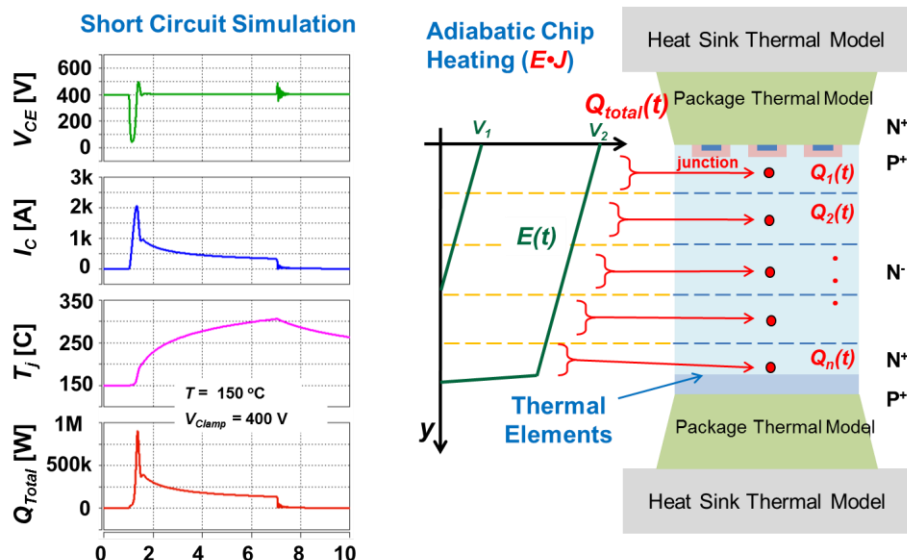 Short Circuit Simulation
V_CE [V]
600
400
200
0
I_C [A]
3k
2k
1k
0
T_j [C]
350
250
150
T = 150 ºC
V_Clamp = 400 V
Q_Total [W]
1M
500k
0
0 2 4 6 8 10
Adiabatic Chip
Heating (E•J)
Q_total(t)
V_1
V_2
E(t)
y
junction
Thermal
Elements
Heat Sink Thermal Model
Package Thermal Model
N+
P+
Q_1(t)
Q_2(t)
N-
Q_n(t)
N+
P+
Package Thermal Model
Heat Sink Thermal Model